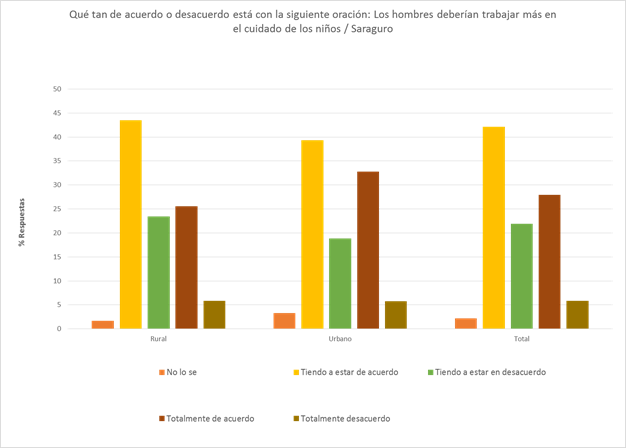 Qué tan de acuerdo o desacuerdo está con la siguiente oración: Los hombres deberían trabajar más en
el cuidado de los niños / Saraguro
50
45
40
35
30
25
20
15
10
5
0
% Respuestas
Rural
Urbano
Total
No lo se
Tiendo a estar de acuerdo
Tiendo a estar en desacuerdo
Totalmente de acuerdo
Totalmente desacuerdo